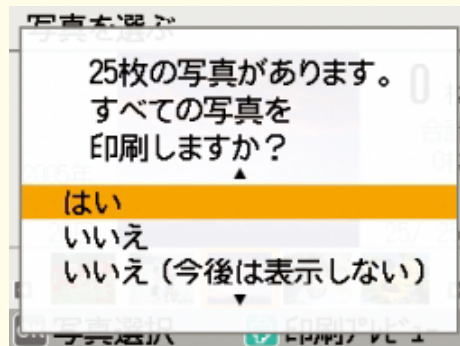 写真を選ぶ
25枚の写真があります。
すべての写真を
印刷しますか？
▲
はい
いいえ
いいえ（今後は表示しない）
▼
OK 写真選択 印刷プレビュー